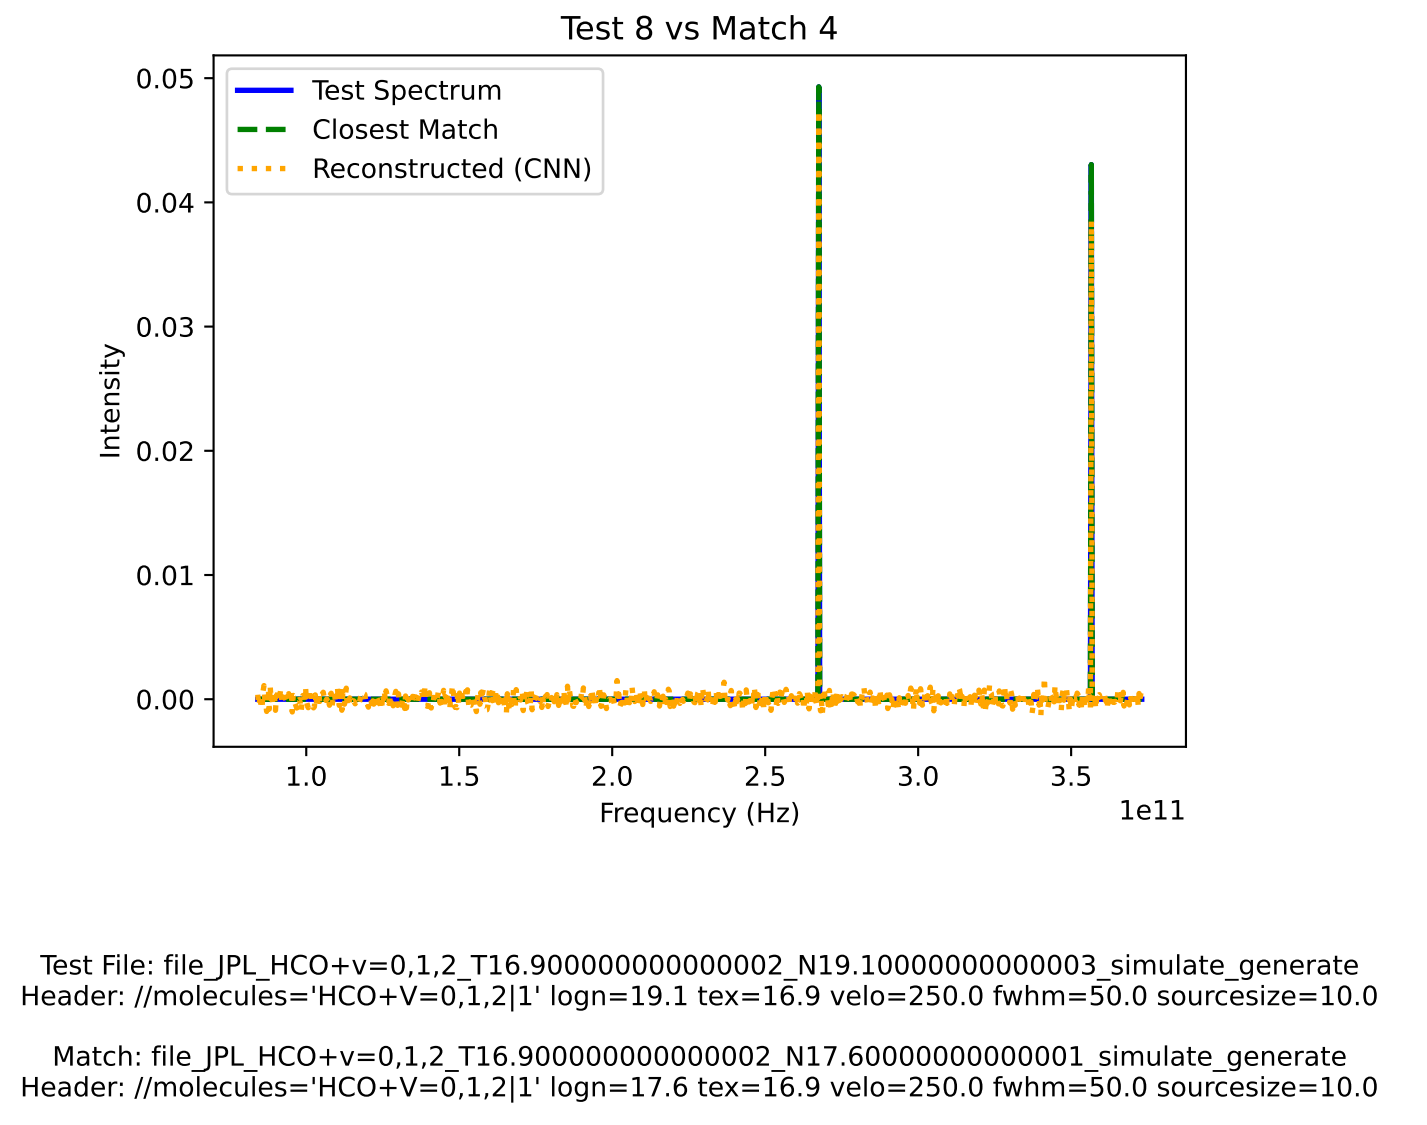 Test 8 vs Match 4
Test Spectrum
Closest Match
Reconstructed (CNN)
0.05
0.04
0.03
0.02
0.01
0.00
Intensity
1.0 1.5 2.0 2.5 3.0 3.5
Frequency (Hz)
1e11
Test File: file_JPL_HCO+v=0,1,2_T16.900000000000002_N19.10000000000003_simulate_generate
Header: //molecules='HCO+V=0,1,2|1' logn=19.1 tex=16.9 velo=250.0 fwhm=50.0 sourcesize=10.0
Match: file_JPL_HCO+v=0,1,2_T16.900000000000002_N17.60000000000001_simulate_generate
Header: //molecules='HCO+V=0,1,2|1' logn=17.6 tex=16.9 velo=250.0 fwhm=50.0 sourcesize=10.0